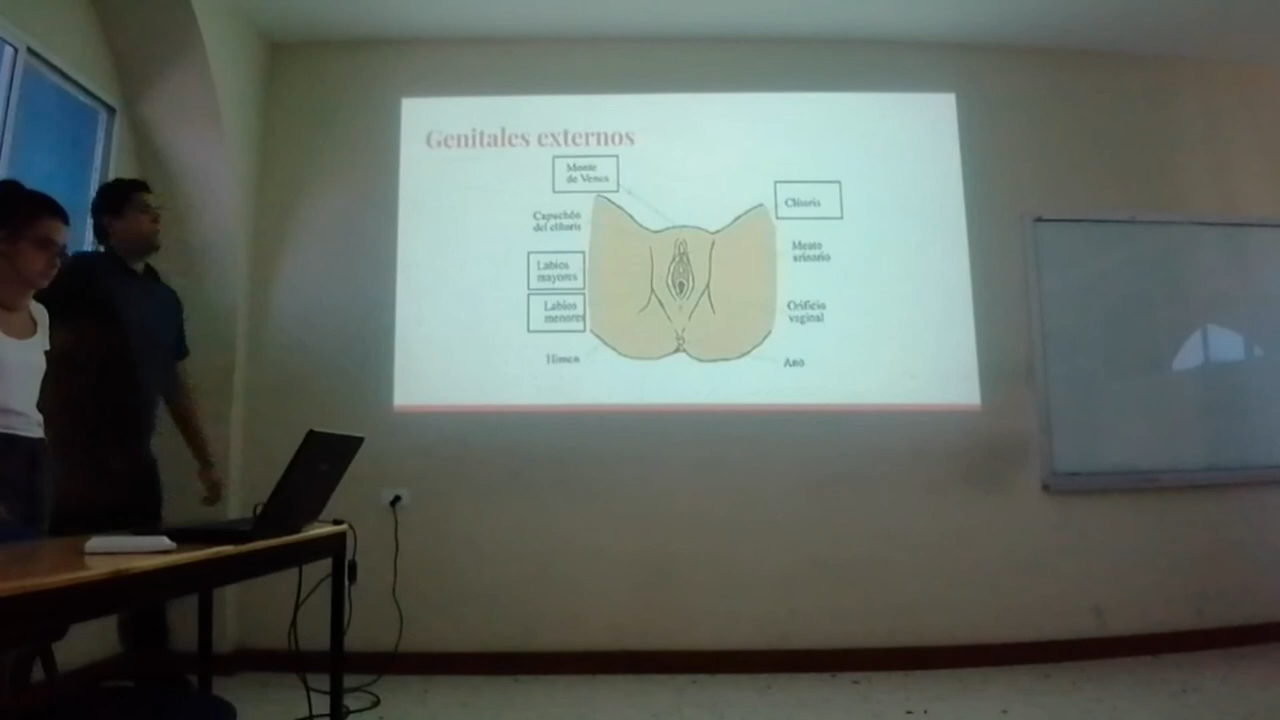 Genitales externos
Monte
de Venus
Clítoris
Capuchón
del clítoris
Meato
urinario
Labios
mayores
Labios
menores
Orificio
vaginal
Himen
Ano